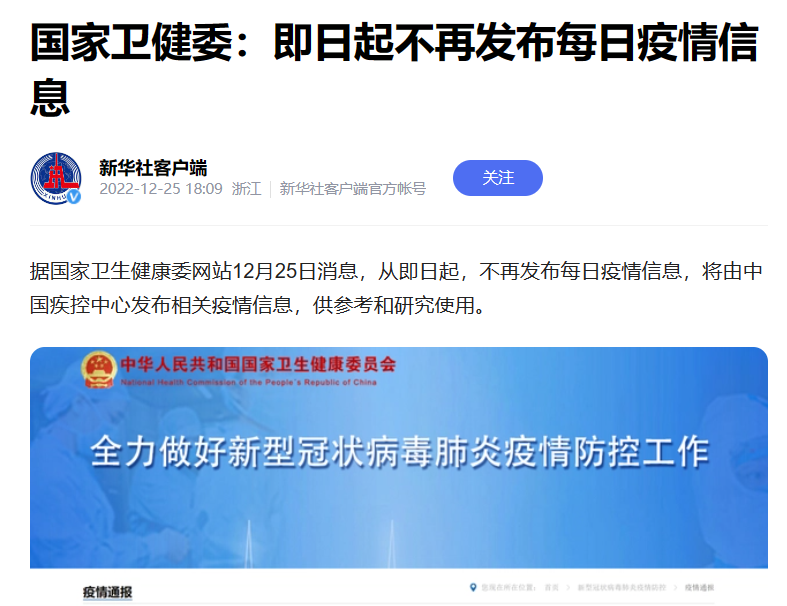 国家卫健委：即日起不再发布每日疫情信
息
新华社客户端
2022-12-25 18:09 浙江 | 新华社客户端官方帐号
关注
据国家卫生健康委网站12月25日消息，从即日起，不再发布每日疫情信息，将由中
国疾控中心发布相关疫情信息，供参考和研究使用。
中华人民共和国国家卫生健康委员会
National Health Commission of the People's Republic of China
全力做好新型冠状病毒肺炎疫情防控工作
疫情通报
您现在所在位置： 首页 > 新型冠状病毒肺炎疫情防控 > 疫情通报